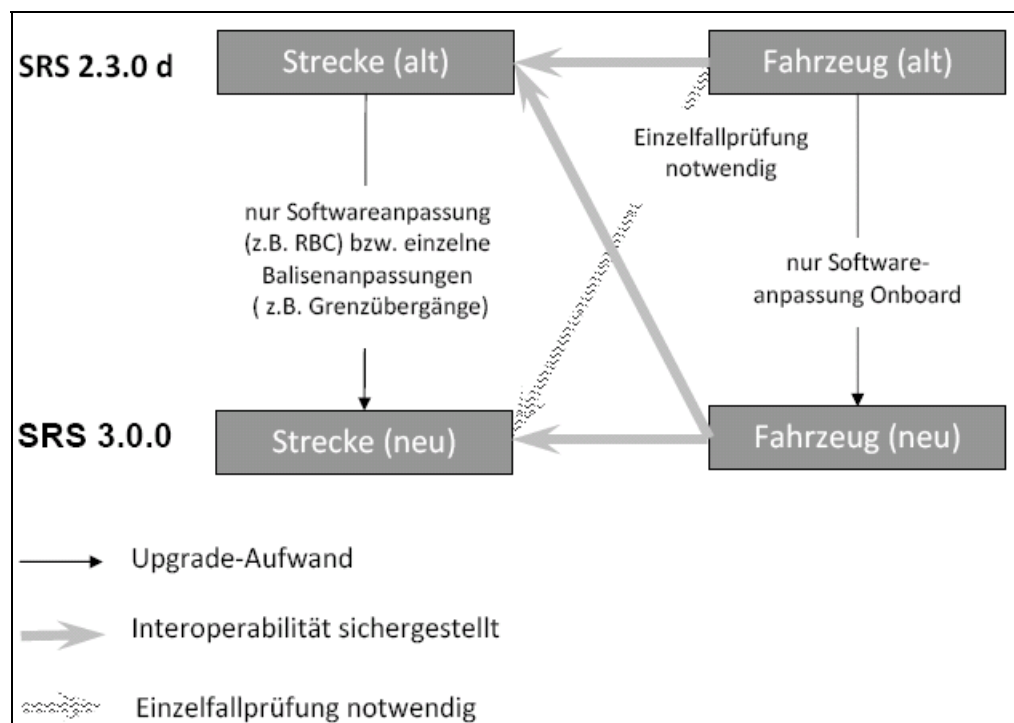 SRS 2.3.0 d
Strecke (alt)
Fahrzeug (alt)
Einzelfallprüfung
notwendig
nur Softwareanpassung
(z.B. RBC) bzw. einzelne
Balisenanpassungen
( z.B. Grenzübergänge)
nur Software-
anpassung Onboard
SRS 3.0.0
Strecke (neu)
Fahrzeug (neu)
Upgrade-Aufwand
Interoperabilität sichergestellt
Einzelfallprüfung notwendig